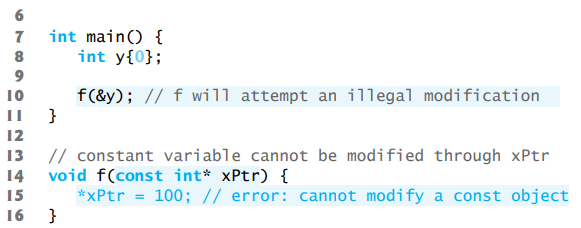 6
7 int main() {
8 int y{0};
9
10 f(&y); // f will attempt an illegal modification
11 }
12
13 // constant variable cannot be modified through xPtr
14 void f(const int* xPtr) {
15 *xPtr = 100; // error: cannot modify a const object
16 }